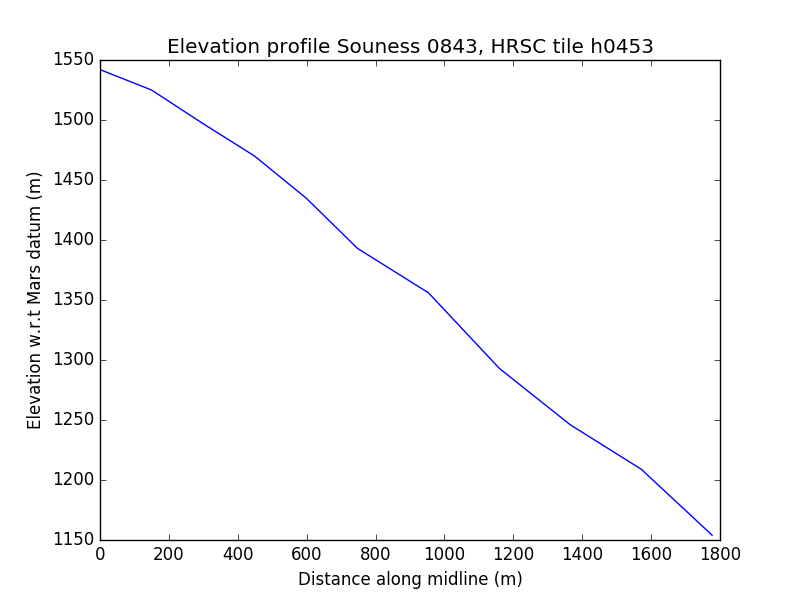 Elevation profile Souness 0843, HRSC tile h0453
1550
1500
1450
1400
1350
1300
1250
1200
1150
Elevation w.r.t Mars datum (m)
0 200 400 600 800 1000 1200 1400 1600 1800
Distance along midline (m)